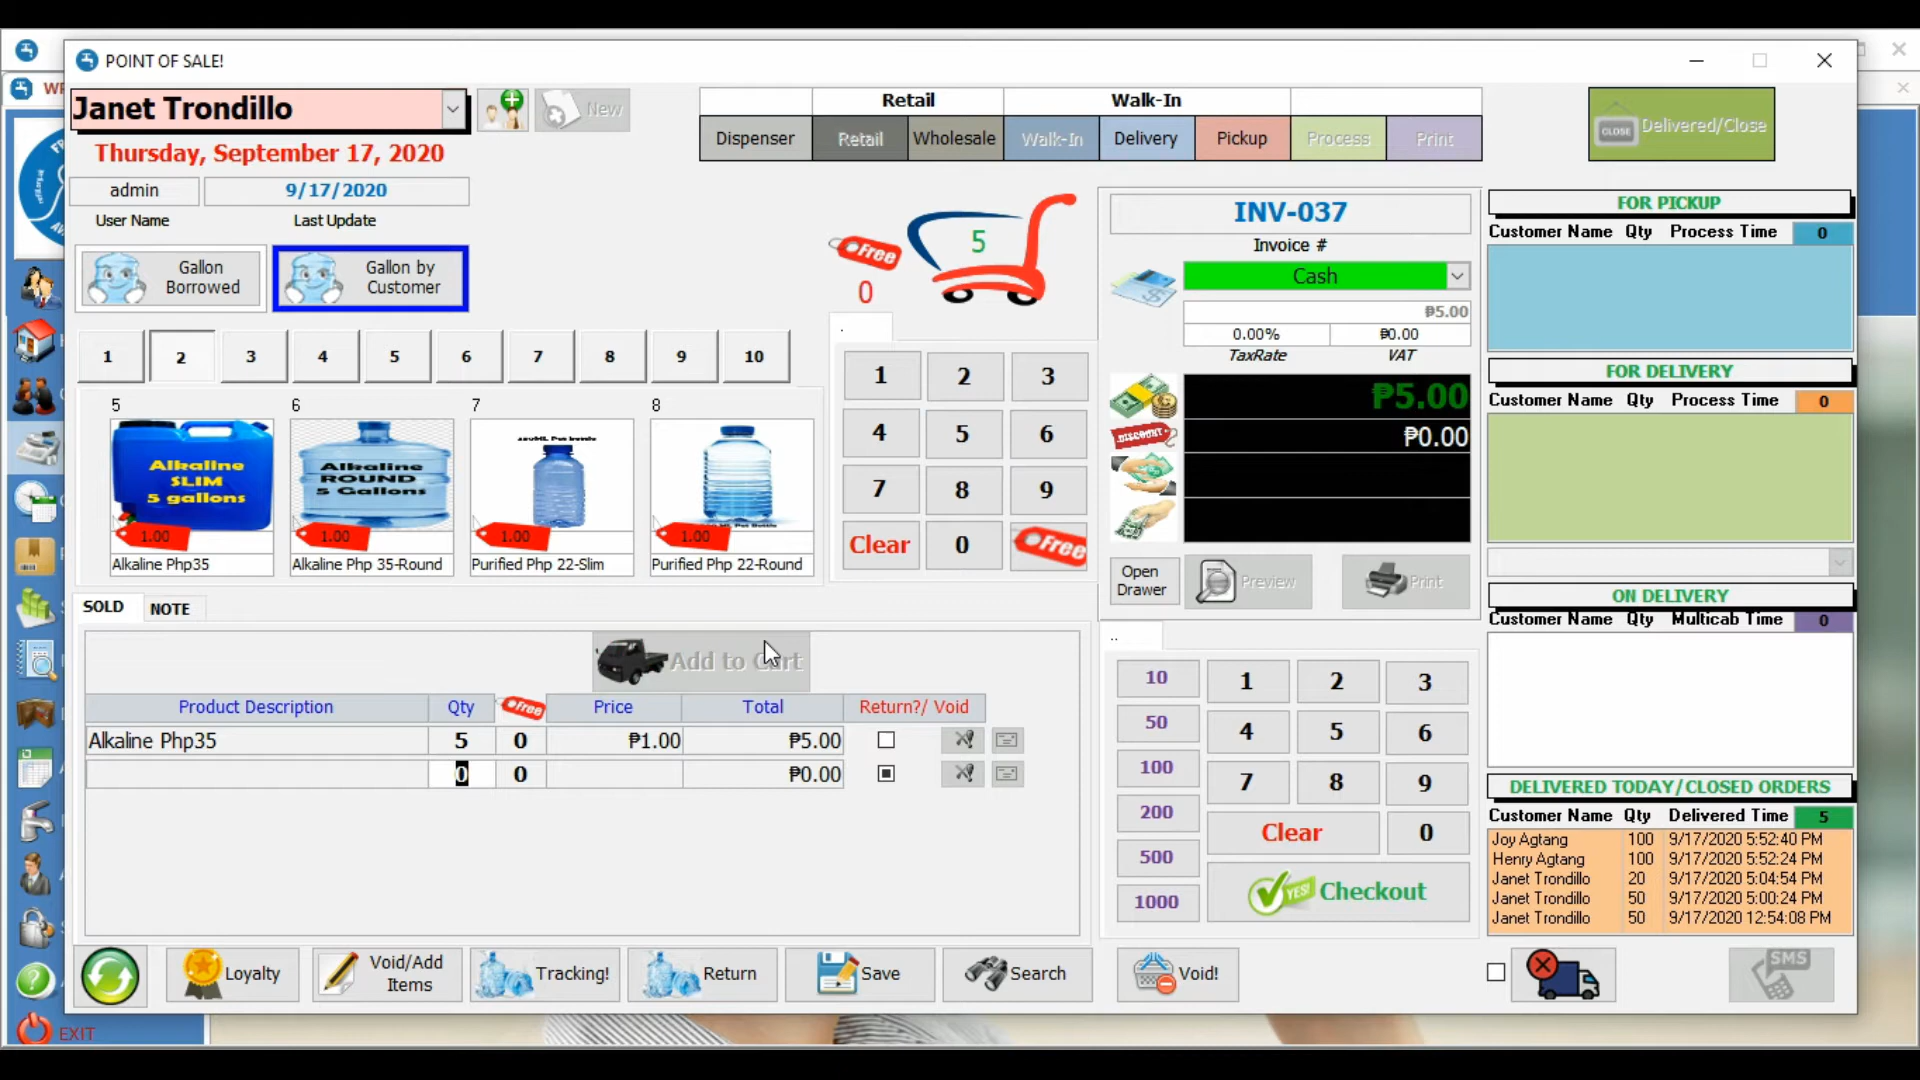 POINT OF SALE!
WR
Janet Trondillo
New
Thursday, September 17, 2020
admin
9/17/2020
User Name
Last Update
Gallon Borrowed
Gallon by Customer
Retail
Walk-In
Dispenser
Retail
Wholesale
Walk-In
Delivery
Pickup
Process
Print
CLOSE
Delivered/Close
Free
0
5
INV-037
Invoice #
Cash
₱5.00
0.00%
₱0.00
TaxRate
VAT
₱5.00
DISCOUNT
₱0.00
Open Drawer
Preview
Print
1
2
3
4
5
6
7
8
9
10
5
6
7
8
Alkaline SLIM 5 gallons
Alkaline ROUND 5 Gallons
1.00
1.00
1.00
1.00
Alkaline Php35
Alkaline Php 35-Round
Purified Php 22-Slim
Purified Php 22-Round
.
1
2
3
4
5
6
7
8
9
Clear
0
Free
SOLD
NOTE
Add to Cart
Product Description
Qty
Free
Price
Total
Return?/ Void
Alkaline Php35
5
0
₱1.00
₱5.00
0
0
₱0.00
..
10
50
100
200
500
1000
1
2
3
4
5
6
7
8
9
Clear
0
YES!
Checkout
FOR PICKUP
Customer Name Qty Process Time 0
FOR DELIVERY
Customer Name Qty Process Time 0
ON DELIVERY
Customer Name Qty Multicab Time 0
DELIVERED TODAY/CLOSED ORDERS
Customer Name Qty Delivered Time 5
Joy Agtang 100 9/17/2020 5:52:40 PM
Henry Agtang 100 9/17/2020 5:52:24 PM
Janet Trondillo 20 9/17/2020 5:04:54 PM
Janet Trondillo 50 9/17/2020 5:00:24 PM
Janet Trondillo 50 9/17/2020 12:54:08 PM
Loyalty
Void/Add Items
Tracking!
Return
Save
Search
Void!
SMS
EXIT